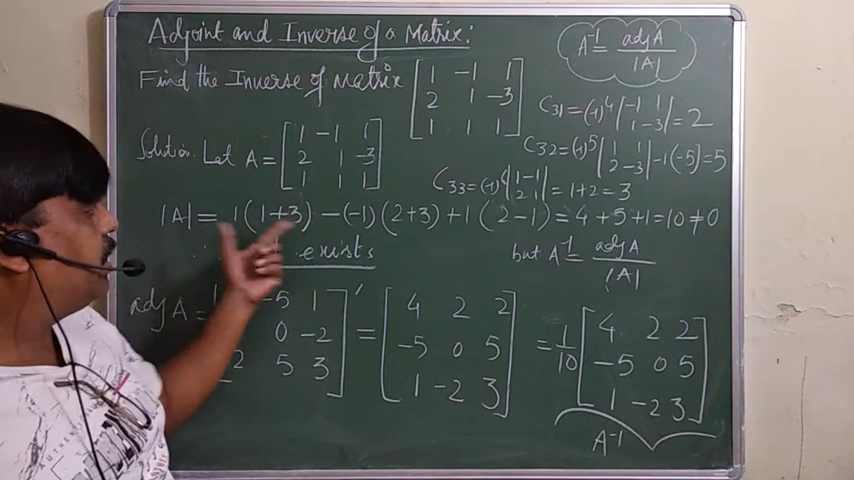 Adjoint and Inverse of a Matrix:
A⁻¹ = adj A / |A|
Find the Inverse of matrix
1 -1 1
2 1 -3
1 1 1
C31 = (-1)4 |-1 1
1 -3| = 2
C32 = (-1)5 |1 1
2 -3| -1(-5) = 5
C33 = (-1)6 |1 -1
2 1| = 1+2 = 3
Solution. Let A =
1 -1 1
2 1 -3
1 1 1
|A| = 1(1+3) -(-1)(2+3) +1(2-1) = 4+5+1 = 10 ≠ 0
exists
but A⁻¹ = adj A / |A|
adj A =
-5 1
0 -2
2 5 3
′
=
4 2 2
-5 0 5
1 -2 3
= 1/10
4 2 2
-5 0 5
1 -2 3
A⁻¹